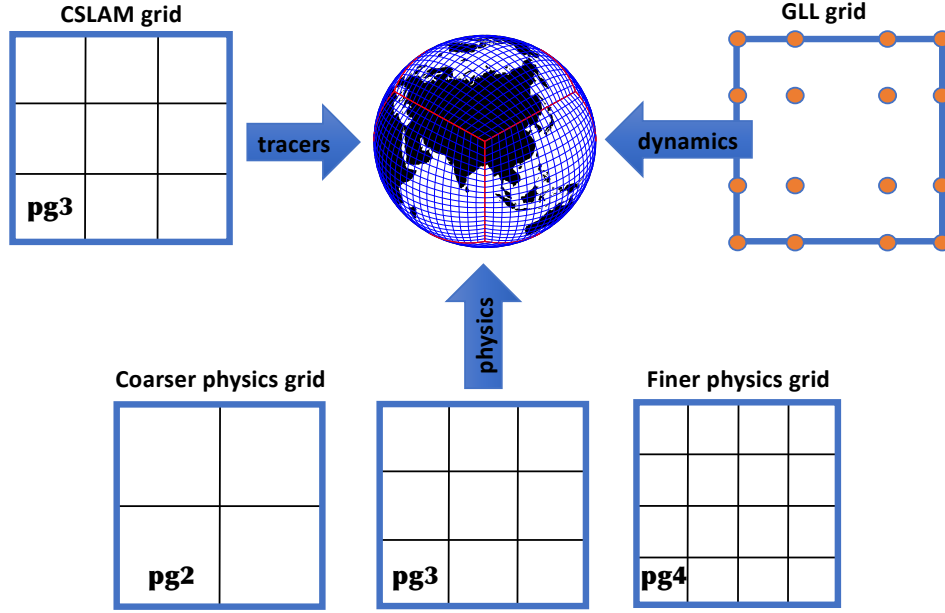 CSLAM grid
GLL grid
tracers
dynamics
pg3
physics
Coarser physics grid
Finer physics grid
pg2
pg3
pg4